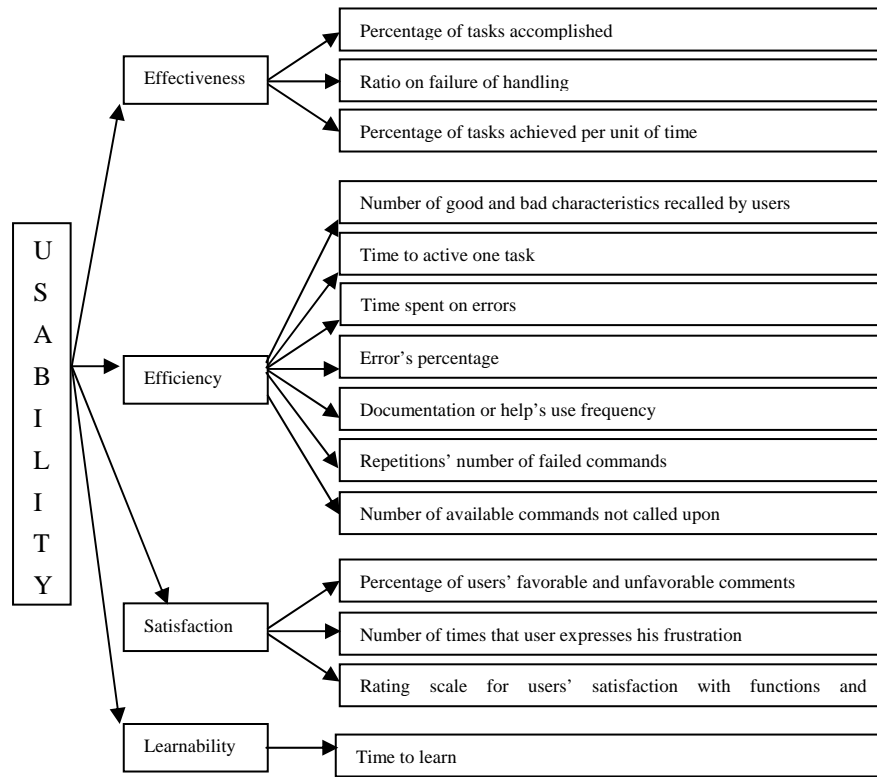 USABILITY
Effectiveness
Percentage of tasks accomplished
Ratio on failure of handling
Percentage of tasks achieved per unit of time
Efficiency
Number of good and bad characteristics recalled by users
Time to active one task
Time spent on errors
Error’s percentage
Documentation or help’s use frequency
Repetitions’ number of failed commands
Number of available commands not called upon
Satisfaction
Percentage of users’ favorable and unfavorable comments
Number of times that user expresses his frustration
Rating scale for users’ satisfaction with functions and
Learnability
Time to learn